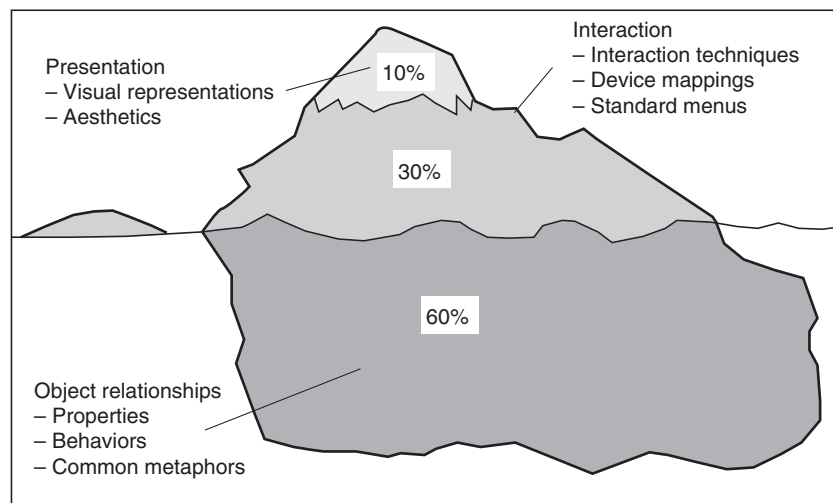 Presentation
– Visual representations
– Aesthetics
10%
Interaction
– Interaction techniques
– Device mappings
– Standard menus
30%
60%
Object relationships
– Properties
– Behaviors
– Common metaphors